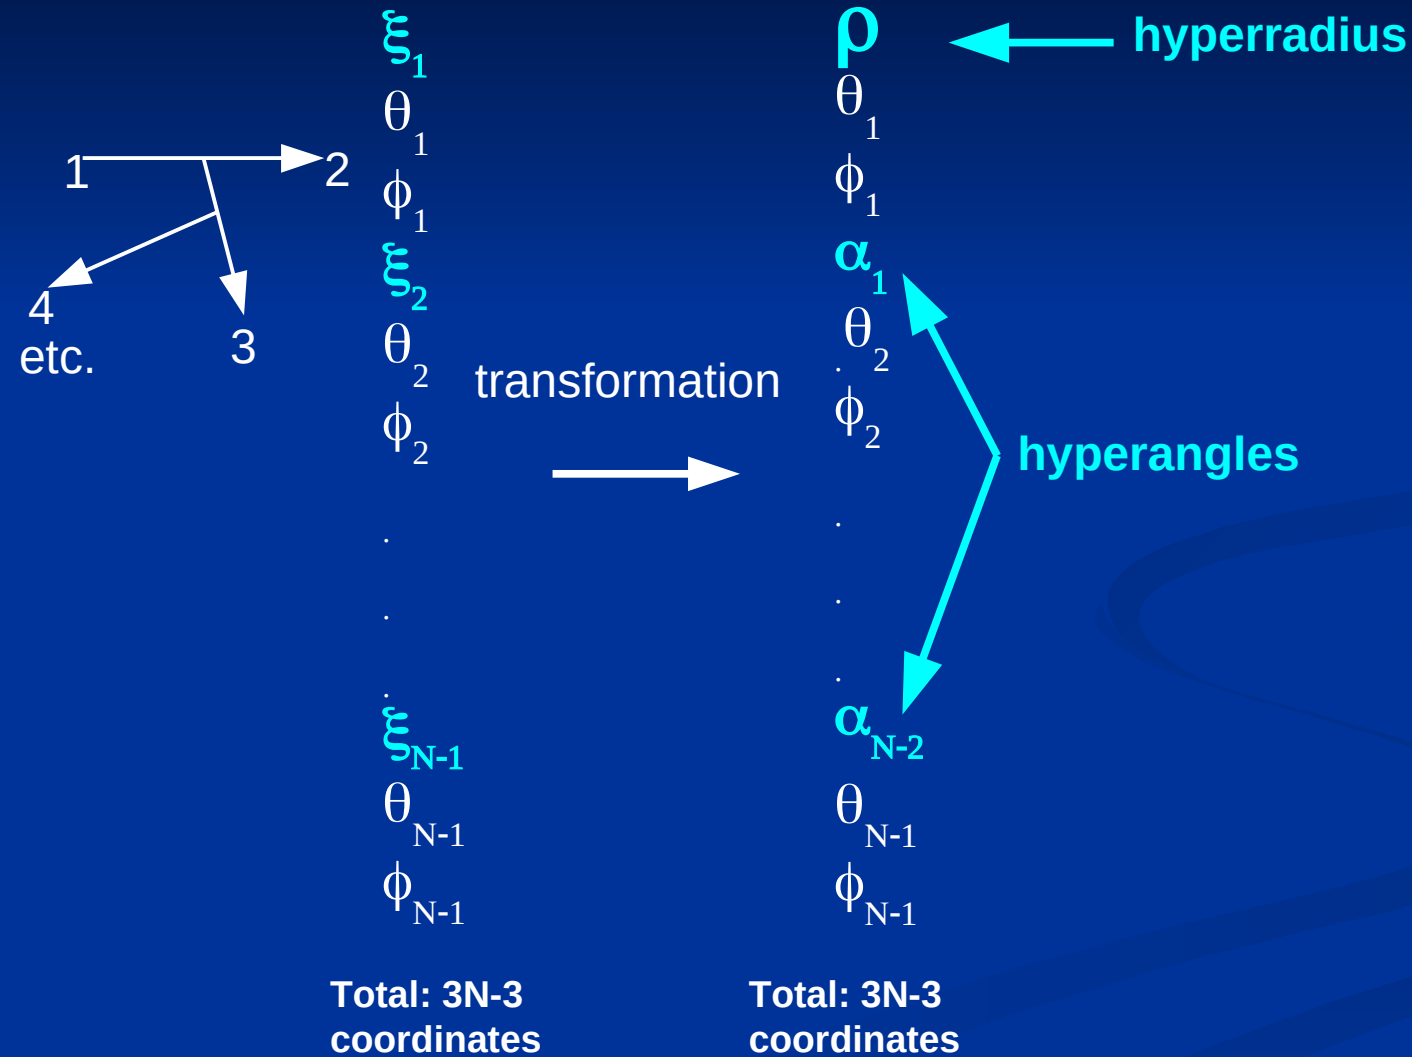 1
2
4
3
etc.
ξ1
θ1
ϕ1
ξ2
θ2
ϕ2
.
.
.
ξN-1
θN-1
ϕN-1
Total: 3N-3
coordinates
transformation
ρ
θ1
ϕ1
α1
θ2
.
ϕ2
.
.
.
αN-2
θN-1
ϕN-1
Total: 3N-3
coordinates
hyperradius
hyperangles